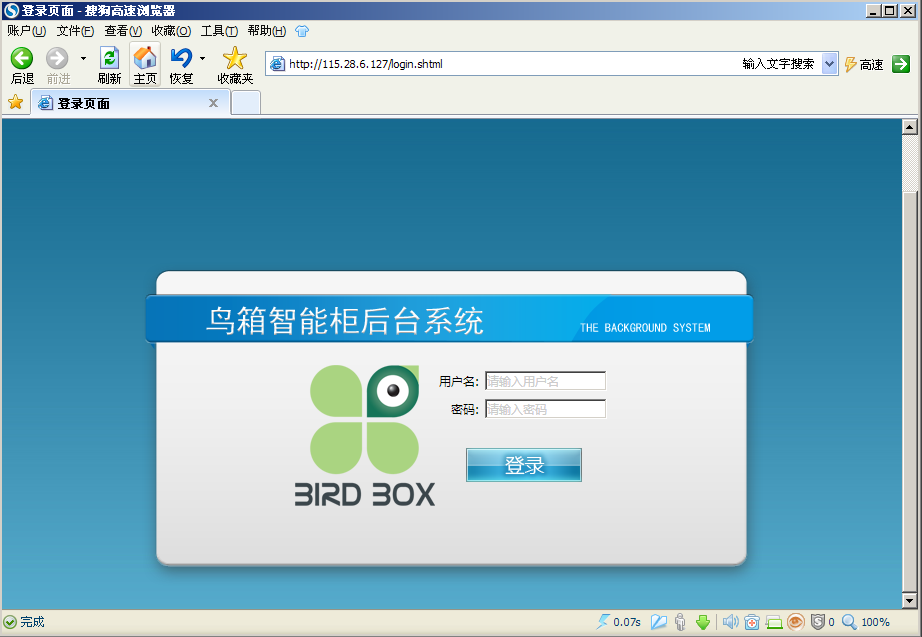 登录页面 - 搜狗高速浏览器
账户(U) 文件(F) 查看(V) 收藏(O) 工具(T) 帮助(H)
后退 前进 刷新 主页 恢复 收藏夹 http://115.28.6.127/login.shtml 输入文字搜索 高速
登录页面
鸟箱智能柜后台系统 THE BACKGROUND SYSTEM
用户名: 请输入用户名
密码: 请输入密码
登录
BIRD BOX
完成 0.07s 0 100%